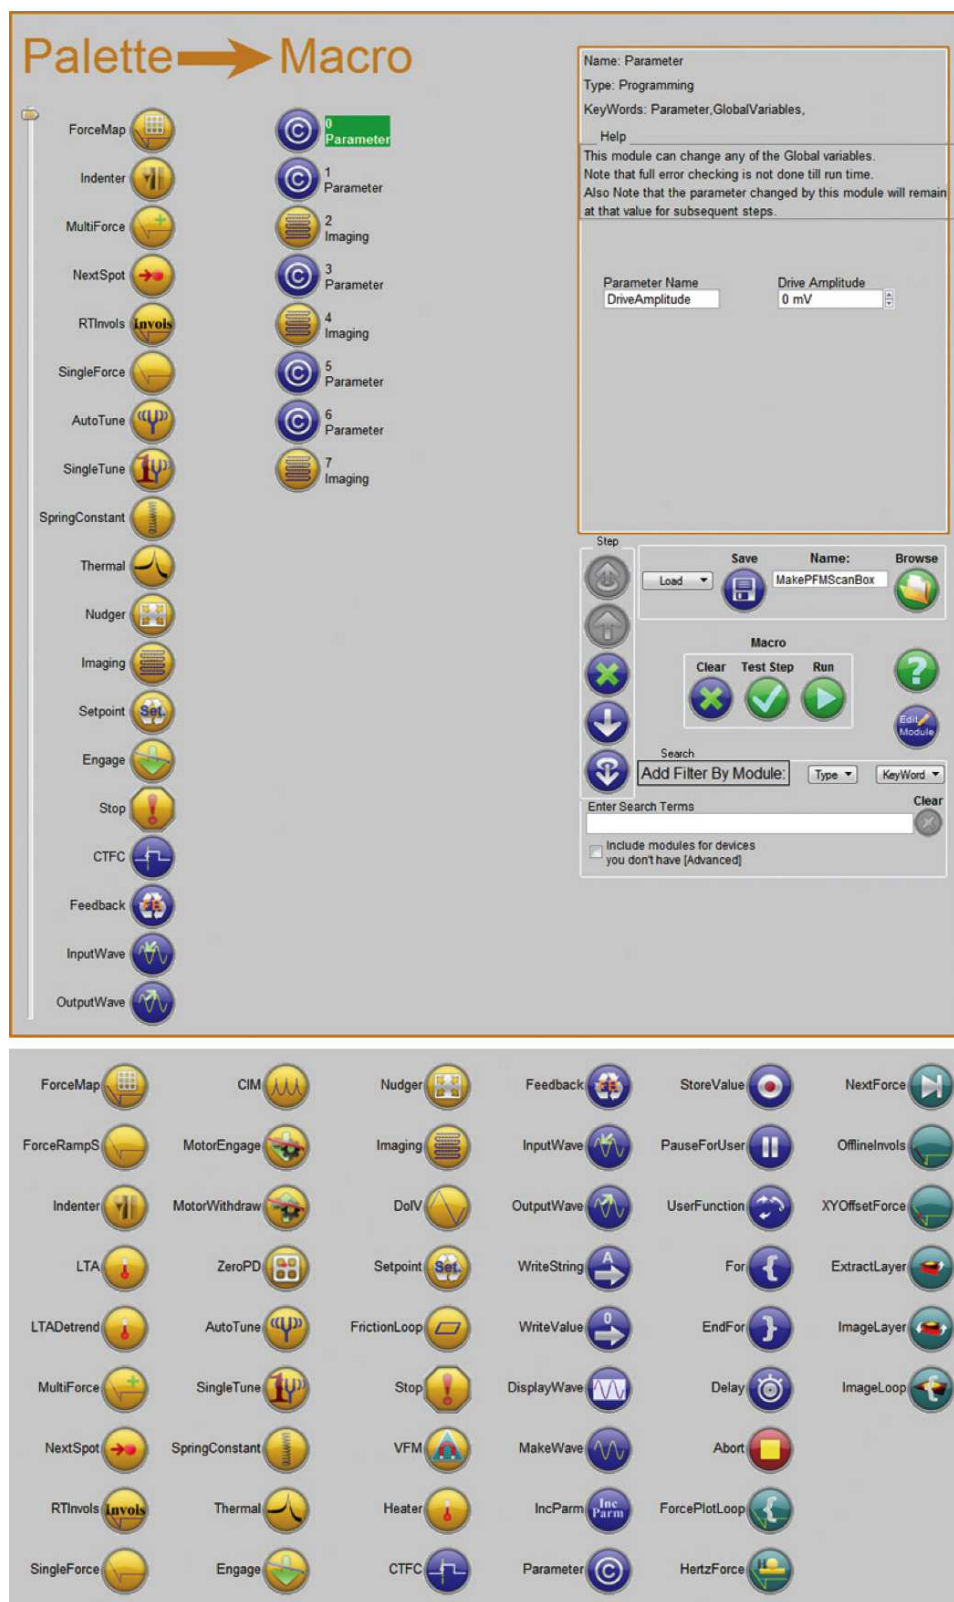 Palette Macro
ForceMap
Indenter
MultiForce
NextSpot
RTInvols Invols
SingleForce
AutoTune
SingleTune
SpringConstant
Thermal
Nudger
Imaging
Setpoint Set.
Engage
Stop
CTFC
Feedback
InputWave
OutputWave
0
Parameter
1
Parameter
2
Imaging
3
Parameter
4
Imaging
5
Parameter
6
Parameter
7
Imaging
Name: Parameter
Type: Programming
KeyWords: Parameter,GlobalVariables,
Help
This module can change any of the Global variables.
Note that full error checking is not done till run time.
Also Note that the parameter changed by this module will remain
at that value for subsequent steps.
Parameter Name Drive Amplitude
DriveAmplitude 0 mV
Step
Save Name: Browse
Load MakePFMScanBox
Macro
Clear Test Step Run
?
Edit
Module
Search
Add Filter By Module: Type KeyWord
Enter Search Terms Clear
Include modules for devices
you don't have [Advanced]
ForceMap CIM Nudger Feedback StoreValue NextForce
ForceRampS MotorEngage Imaging InputWave PauseForUser OfflineInvols
Indenter MotorWithdraw DoIV OutputWave UserFunction XYOffsetForce
LTA ZeroPD Setpoint Set. WriteString A For { ExtractLayer
LTADetrend AutoTune FrictionLoop WriteValue 0 EndFor } ImageLayer
MultiForce SingleTune Stop DisplayWave Delay ImageLoop
NextSpot SpringConstant VFM MakeWave Abort
RTInvols Invols Thermal Heater IncParm Inc Parm ForcePlotLoop
SingleForce Engage CTFC Parameter HertzForce